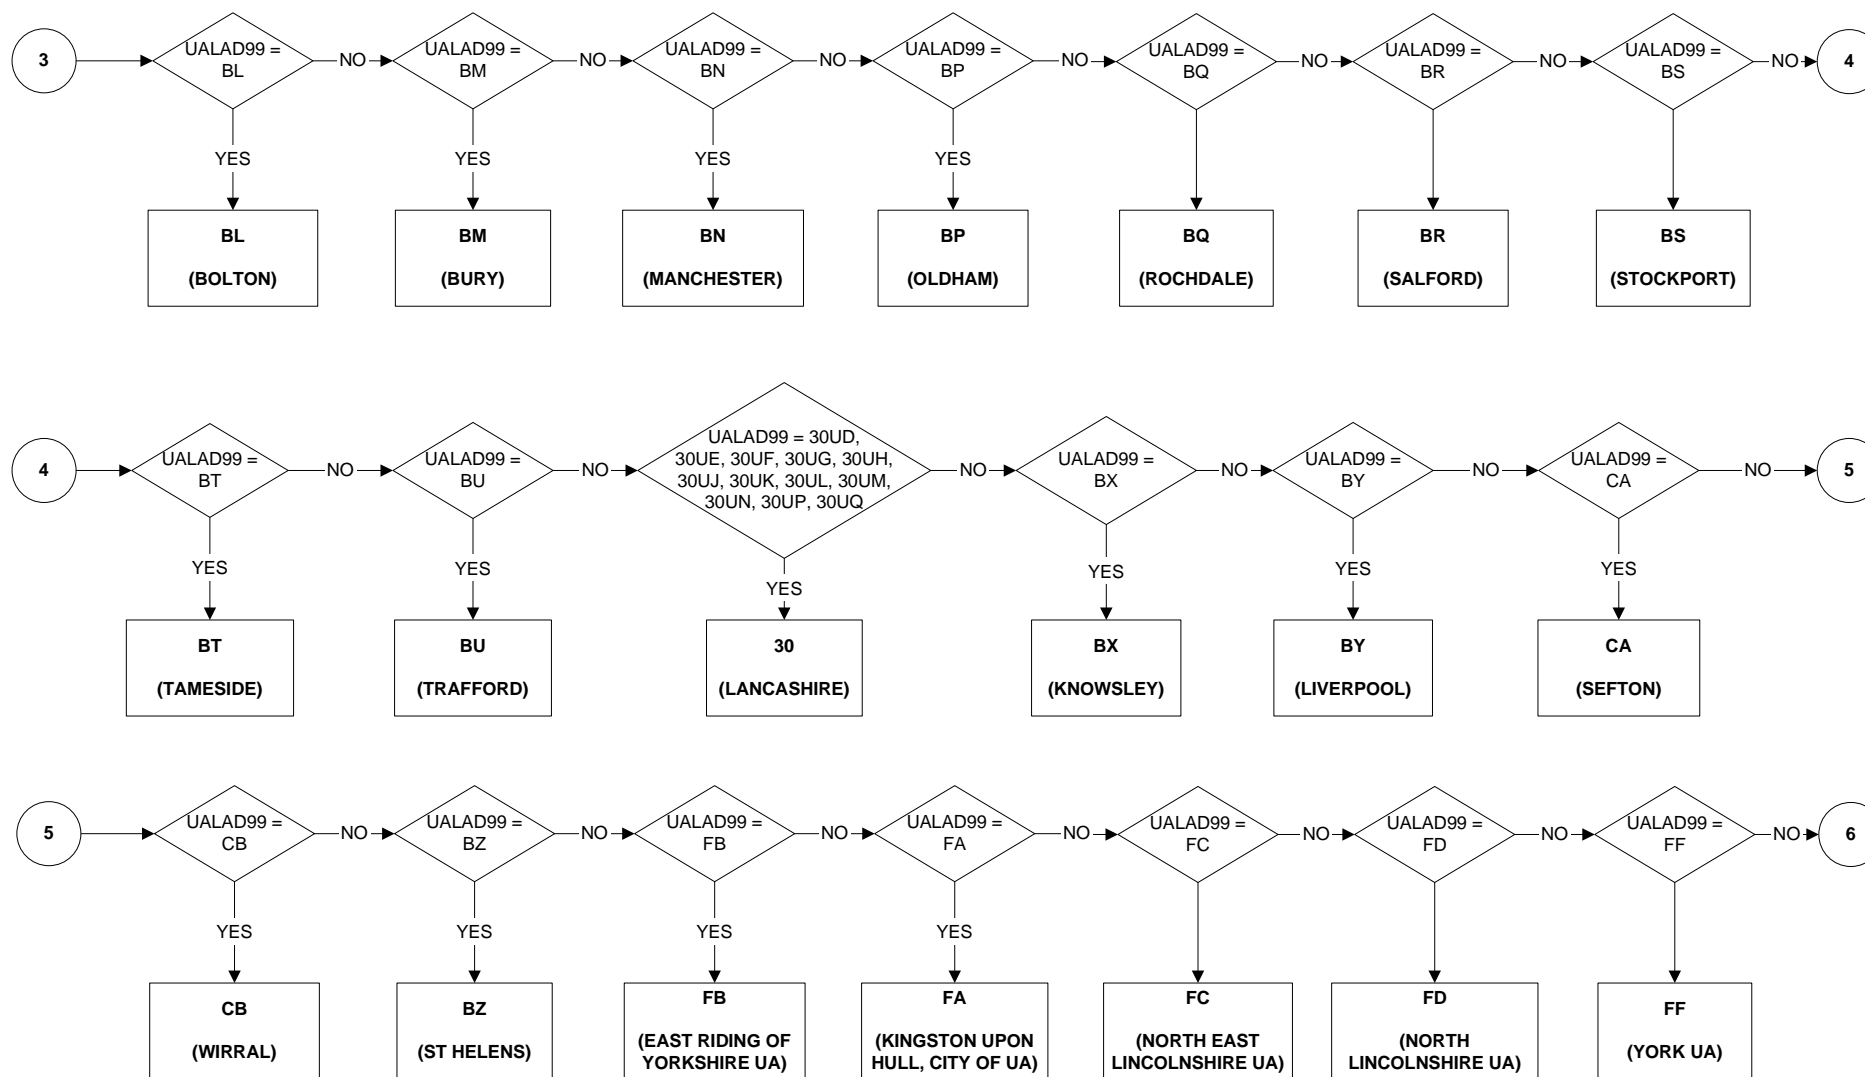 3
UALAD99 =
BL
NO
UALAD99 =
BM
NO
UALAD99 =
BN
NO
UALAD99 =
BP
NO
UALAD99 =
BQ
NO
UALAD99 =
BR
NO
UALAD99 =
BS
NO
4
YES
YES
YES
YES
BL
(BOLTON)
BM
(BURY)
BN
(MANCHESTER)
BP
(OLDHAM)
BQ
(ROCHDALE)
BR
(SALFORD)
BS
(STOCKPORT)
4
UALAD99 =
BT
NO
UALAD99 =
BU
NO
UALAD99 = 30UD,
30UE, 30UF, 30UG, 30UH,
30UJ, 30UK, 30UL, 30UM,
30UN, 30UP, 30UQ
NO
UALAD99 =
BX
NO
UALAD99 =
BY
NO
UALAD99 =
CA
NO
5
YES
YES
YES
YES
YES
YES
BT
(TAMESIDE)
BU
(TRAFFORD)
30
(LANCASHIRE)
BX
(KNOWSLEY)
BY
(LIVERPOOL)
CA
(SEFTON)
5
UALAD99 =
CB
NO
UALAD99 =
BZ
NO
UALAD99 =
FB
NO
UALAD99 =
FA
NO
UALAD99 =
FC
NO
UALAD99 =
FD
NO
UALAD99 =
FF
NO
6
YES
YES
YES
YES
CB
(WIRRAL)
BZ
(ST HELENS)
FB
(EAST RIDING OF
YORKSHIRE UA)
FA
(KINGSTON UPON
HULL, CITY OF UA)
FC
(NORTH EAST
LINCOLNSHIRE UA)
FD
(NORTH
LINCOLNSHIRE UA)
FF
(YORK UA)